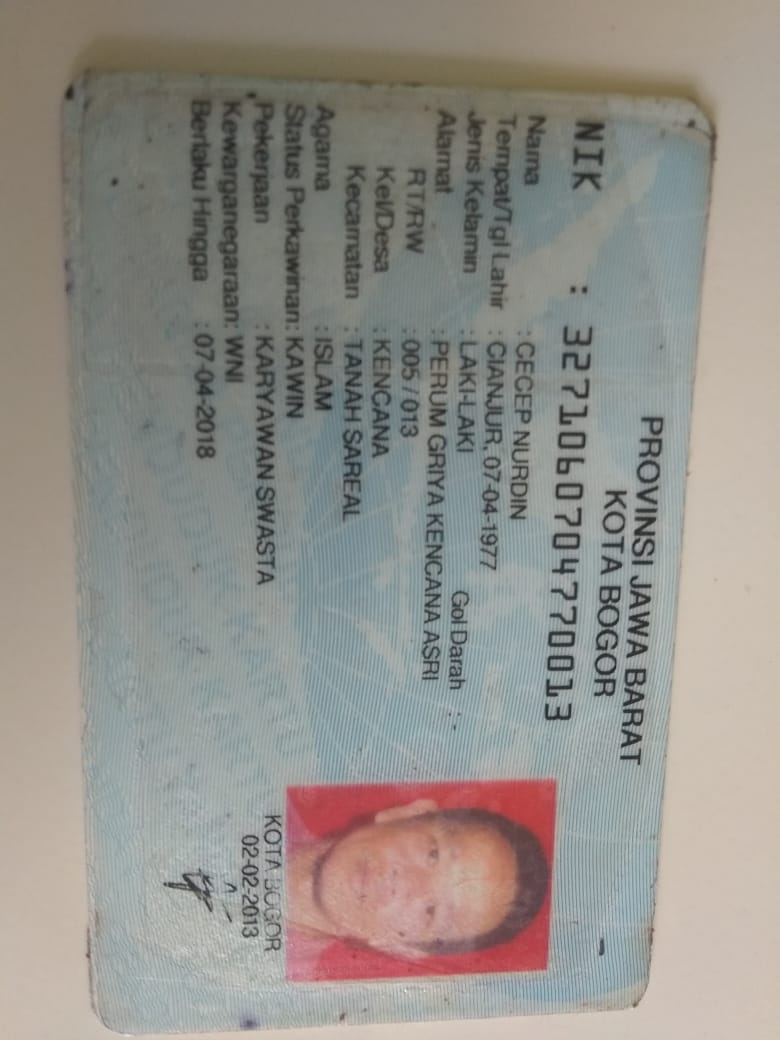 PROVINSI JAWA BARAT
KOTA BOGOR
NIK : 3271060704770013
Nama : CECEP NURDIN
Tempat/Tgl Lahir : CIANJUR, 07-04-1977
Jenis Kelamin : LAKI-LAKI Gol Darah : -
Alamat : PERUM GRIYA KENCANA ASRI
RT/RW : 005 / 013
Kel/Desa : KENCANA
Kecamatan : TANAH SAREAL
Agama : ISLAM
Status Perkawinan: KAWIN
Pekerjaan : KARYAWAN SWASTA
Kewarganegaraan: WNI
Berlaku Hingga : 07-04-2018
KOTA BOGOR
02-02-2013